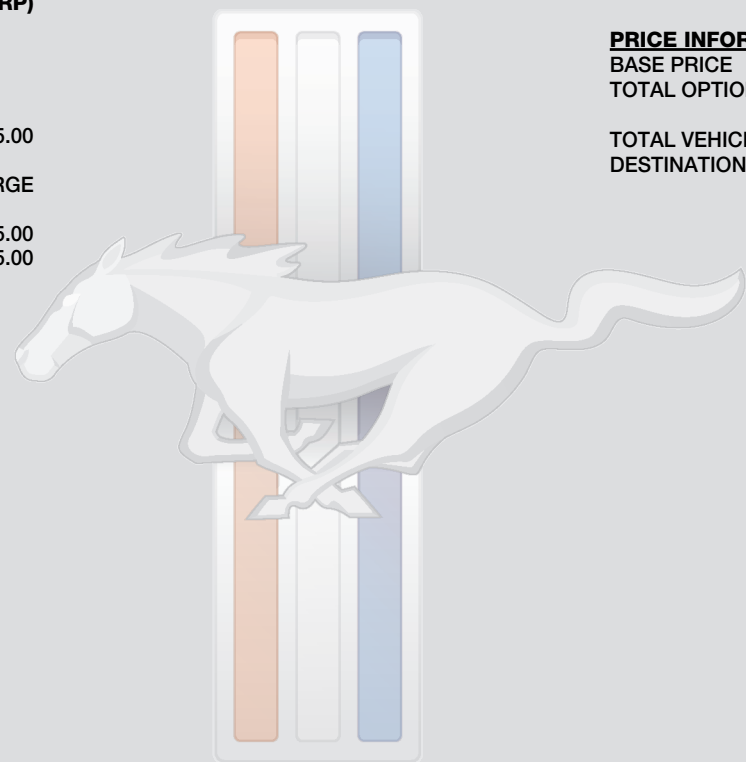 RP)
5.00
RGE
5.00
5.00
PRICE INFOR
BASE PRICE
TOTAL OPTIO
TOTAL VEHICL
DESTINATION